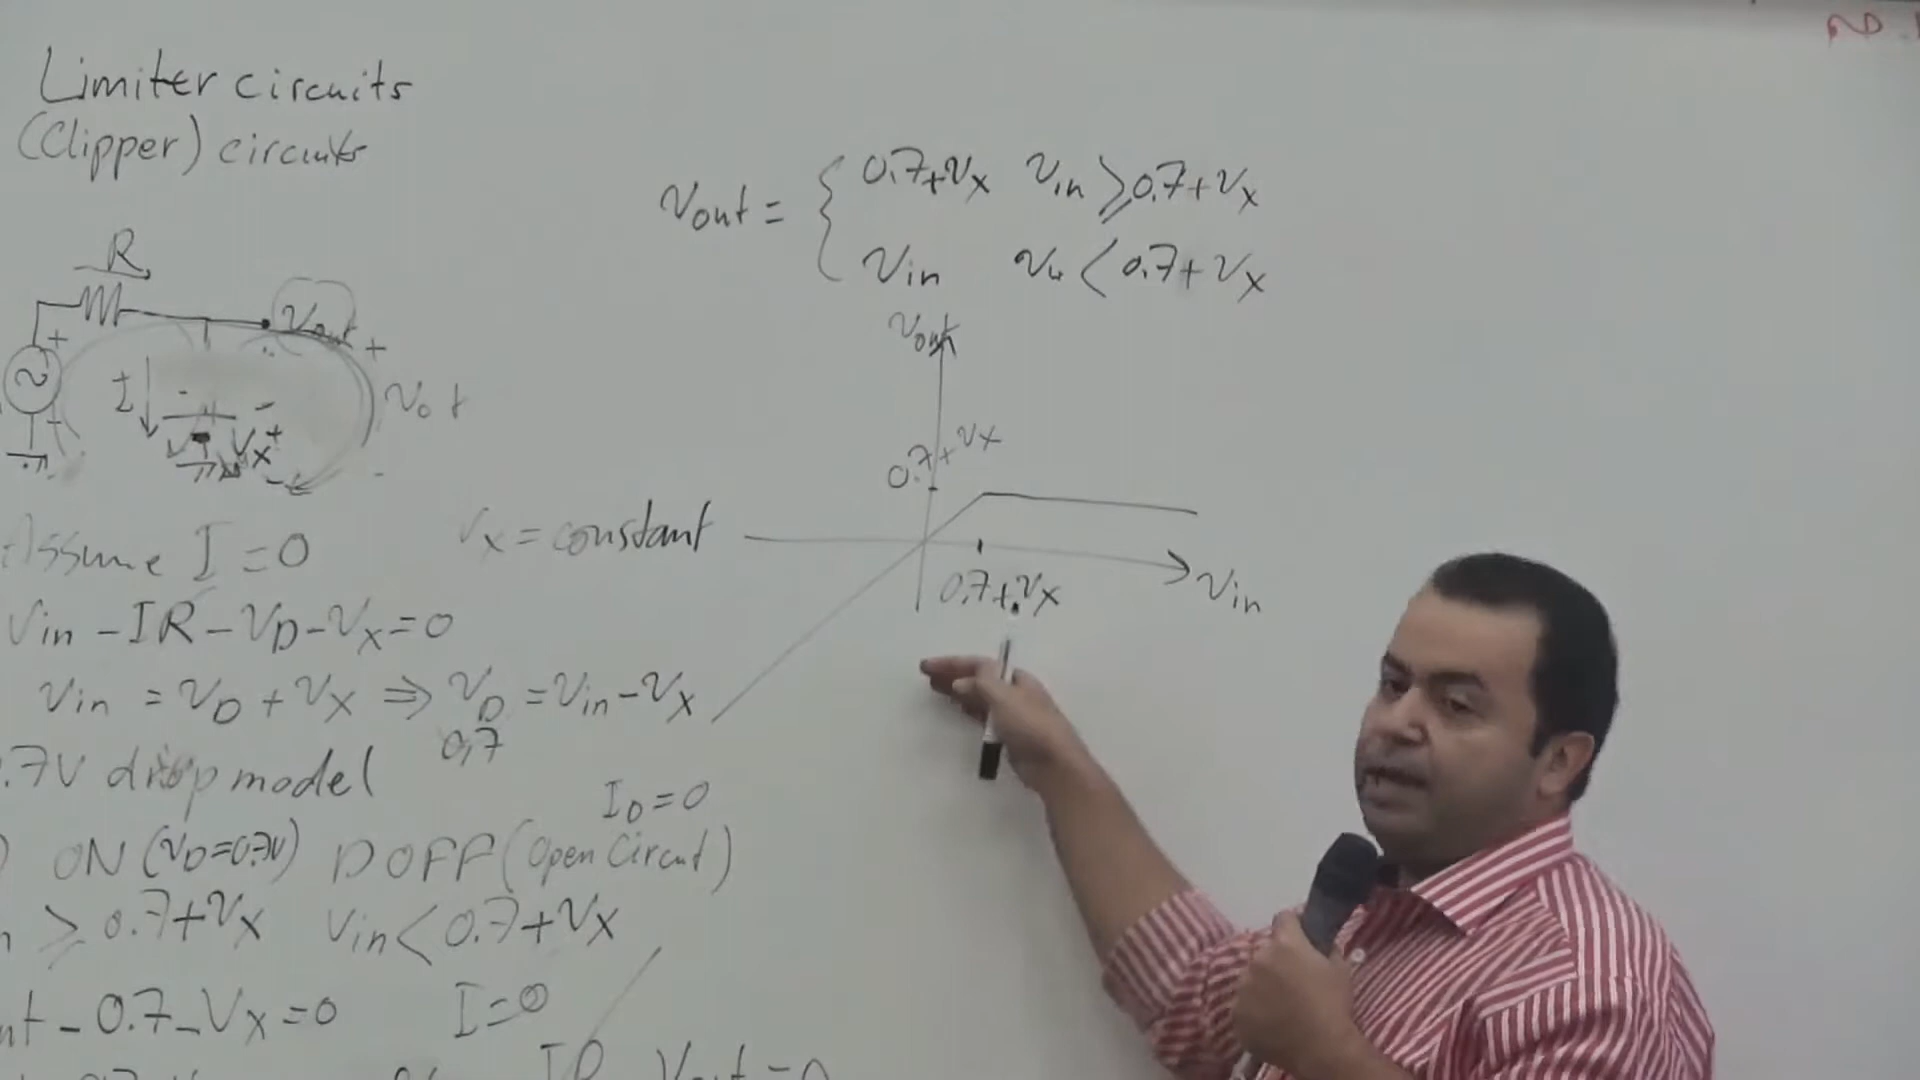 Limiter circuits
(Clipper) circuits
R
Vout
+
+
I
Vo t
-
Vx
+
-
Vx = constant
Assume I = 0
Vin - IR - VD - Vx = 0
Vin = VD + Vx ⇒ VD = Vin - Vx
0,7
.7V drop model
ID = 0
ON (VD=0.7V) D OFF (Open Circut)
≥ 0.7+Vx Vin < 0.7+Vx
- 0.7 - Vx = 0 I = 0
Vout = { 0.7+Vx Vin ≥ 0.7+Vx
Vin < 0.7+Vx
Vout
0.7+Vx
0.7+Vx
Vin